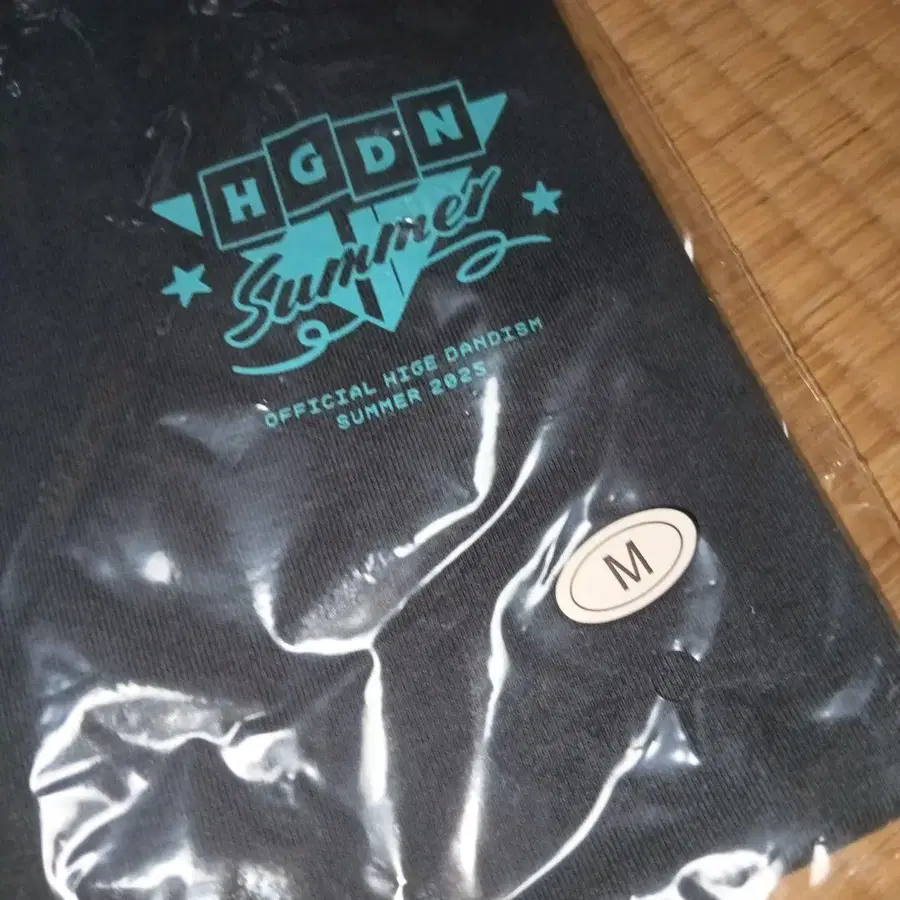 HGDN
Summer
OFFICIAL HIGE DANDISM
SUMMER 2025
M